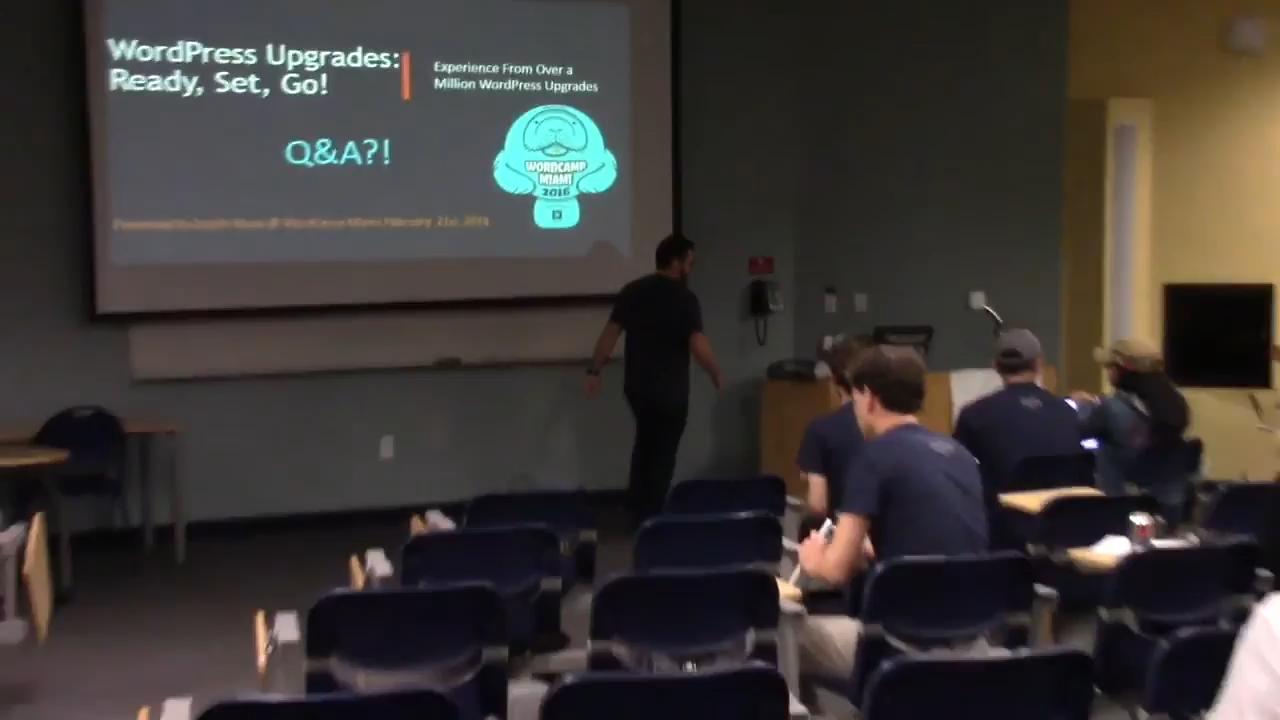 WordPress Upgrades:
Ready, Set, Go!
Experience From Over a
Million WordPress Upgrades
Q&A?!
WORDCAMP
MIAMI
2016